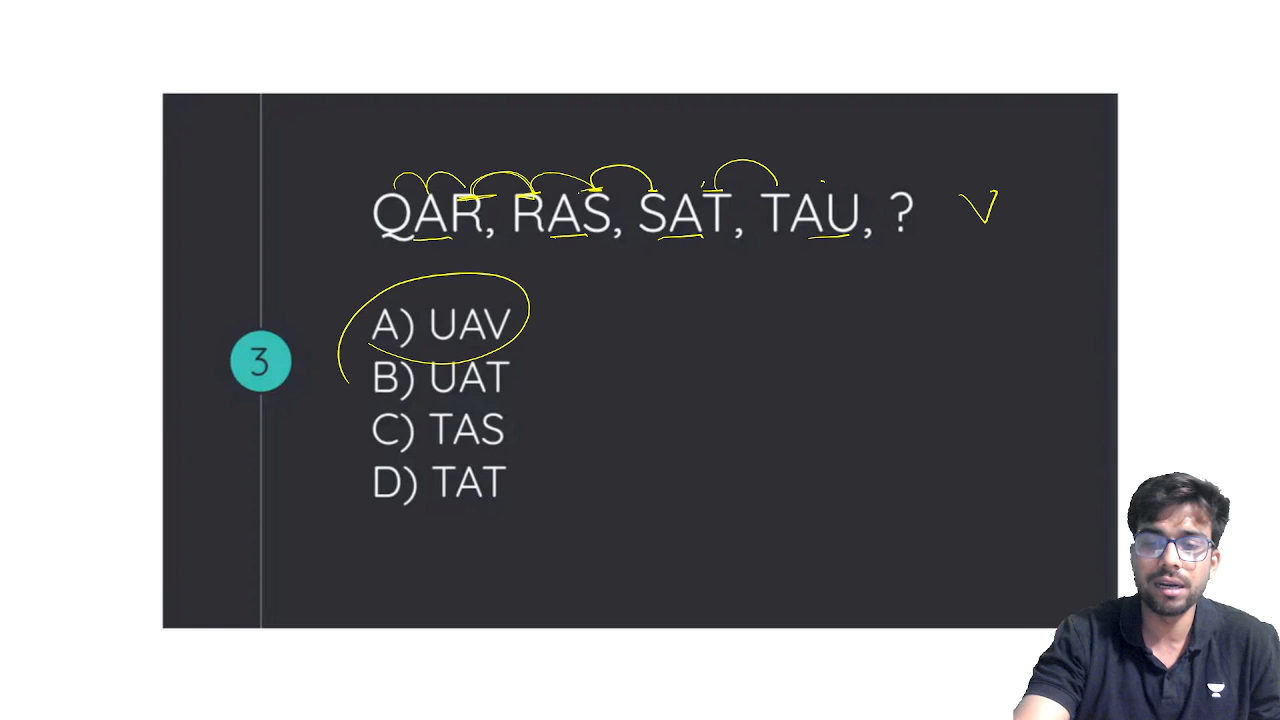 QAR, RAS, SAT, TAU, ? V
A) UAV
3
B) UAT
C) TAS
D) TAT